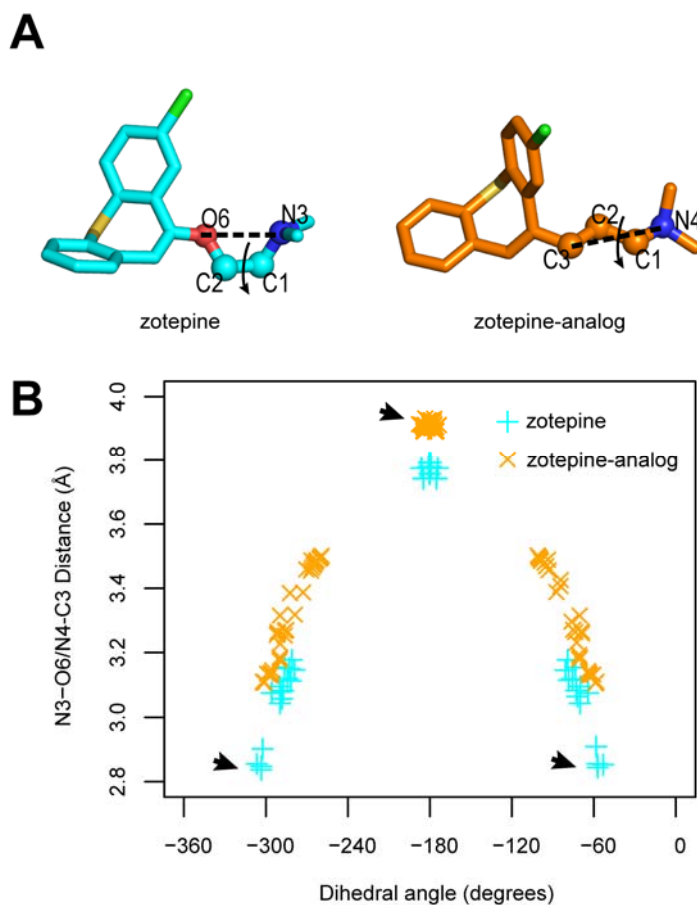 A
O6
N3
C2
C1
zotepine
C2
N4
C3
C1
zotepine-analog
B
N3−O6/N4-C3 Distance (Å)
4.0
3.8
3.6
3.4
3.2
3.0
2.8
zotepine
zotepine-analog
−360 −300 −240 −180 −120 −60 0
Dihedral angle (degrees)